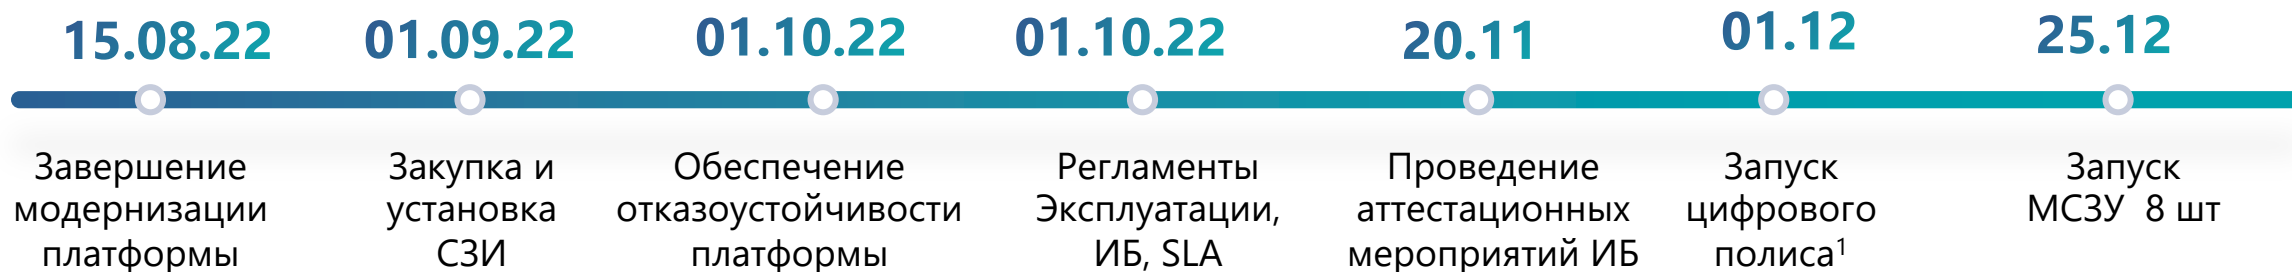 15.08.22
01.09.22
01.10.22
01.10.22
20.11
01.12
25.12
Завершение
модернизации
платформы
Закупка и
установка
СЗИ
Обеспечение
отказоустойчивости
платформы
Регламенты
Эксплуатации,
ИБ, SLA
Проведение
аттестационных
мероприятий ИБ
Запуск
цифрового
полиса¹
Запуск
МСЗУ 8 шт